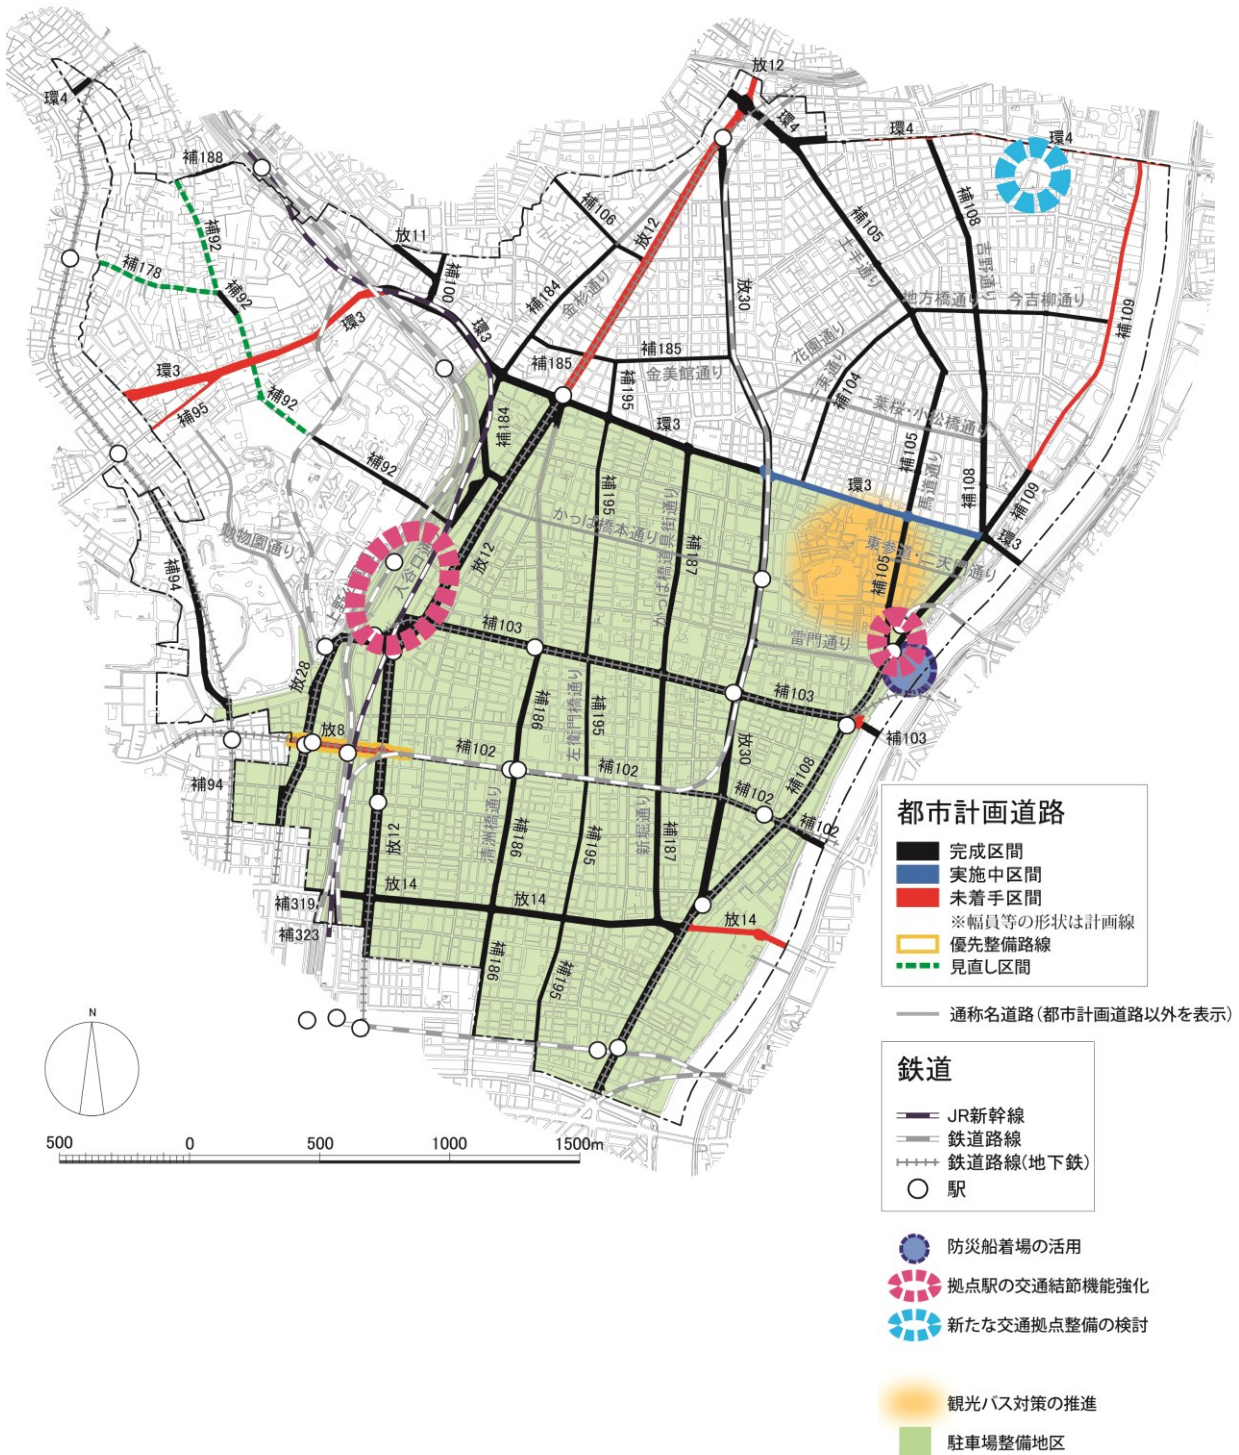 放12
環4
環4
環4
環4
補188
補106
補105
補108
土手通り
吉野通り
放12
補92
放11
補178
補100
補184
金杉通り
放30
地方橋通り
今吉柳通り
補109
補92
環3
環3
花園通り
補185
補185
金美館通り
補104
環3
補95
補195
一葉桜・小松橋通り
補92
補184
環3
補105
馬道通り
補108
補109
補92
環3
環3
補195
かっぱ橋本通り
かっぱ橋道具街通り
補187
動物園通り
放12
東参道・二天門通り
補94
補105
雷門通り
補103
放28
補103
補186
左衛門橋通り
補195
放8
補102
補102
放30
補103
補108
補94
補102
補102
清洲橋通り
新堀通り
放12
補186
補195
補187
放14
放14
放14
補319
補323
補186
補195
都市計画道路
完成区間
実施中区間
未着手区間
※幅員等の形状は計画線
優先整備路線
見直し区間
通称名道路(都市計画道路以外を表示)
鉄道
JR新幹線
鉄道路線
鉄道路線(地下鉄)
駅
N
500 0 500 1000 1500m
防災船着場の活用
拠点駅の交通結節機能強化
新たな交通拠点整備の検討
観光バス対策の推進
駐車場整備地区